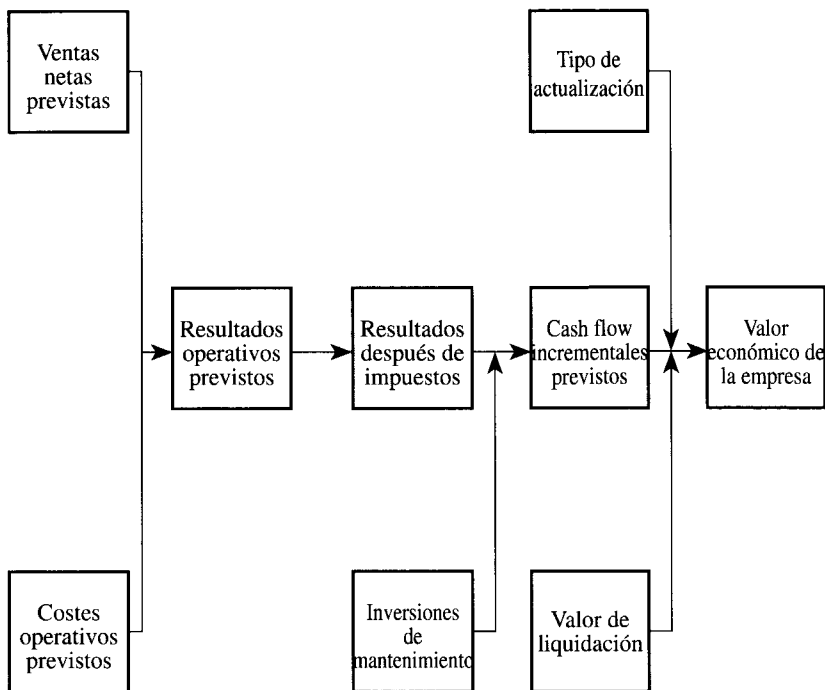 Ventas
netas
previstas
Tipo de
actualización
Resultados
operativos
previstos
Resultados
después de
impuestos
Cash flow
incrementales
previstos
Valor
económico de
la empresa
Costes
operativos
previstos
Inversiones
de
mantenimiento
Valor de
liquidación